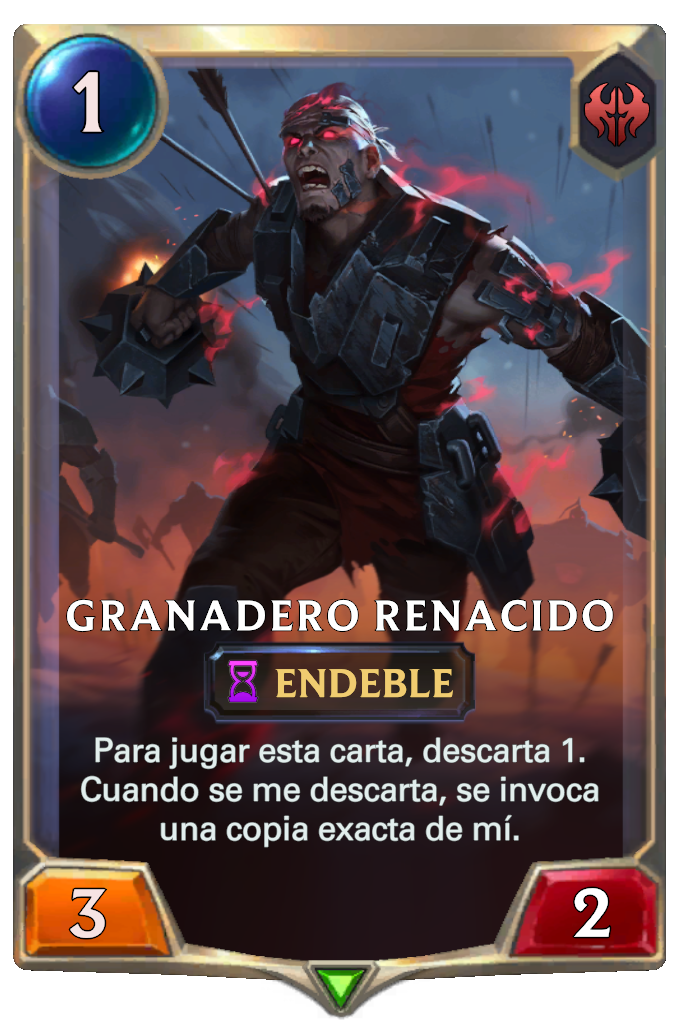 1
GRANADERO RENACIDO
ENDEBLE
Para jugar esta carta, descarta 1.
Cuando se me descarta, se invoca
una copia exacta de mí.
3
2